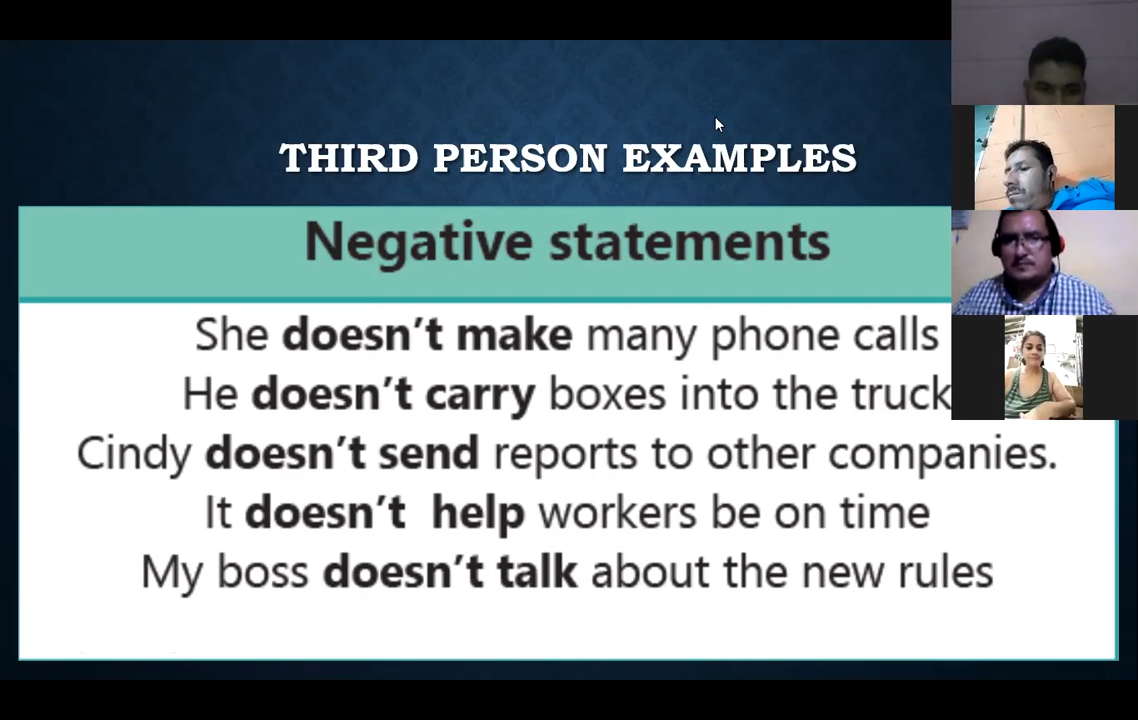 THIRD PERSON EXAMPLES
Negative statements
She doesn't make many phone calls
He doesn't carry boxes into the truck
Cindy doesn't send reports to other companies.
It doesn't help workers be on time
My boss doesn't talk about the new rules